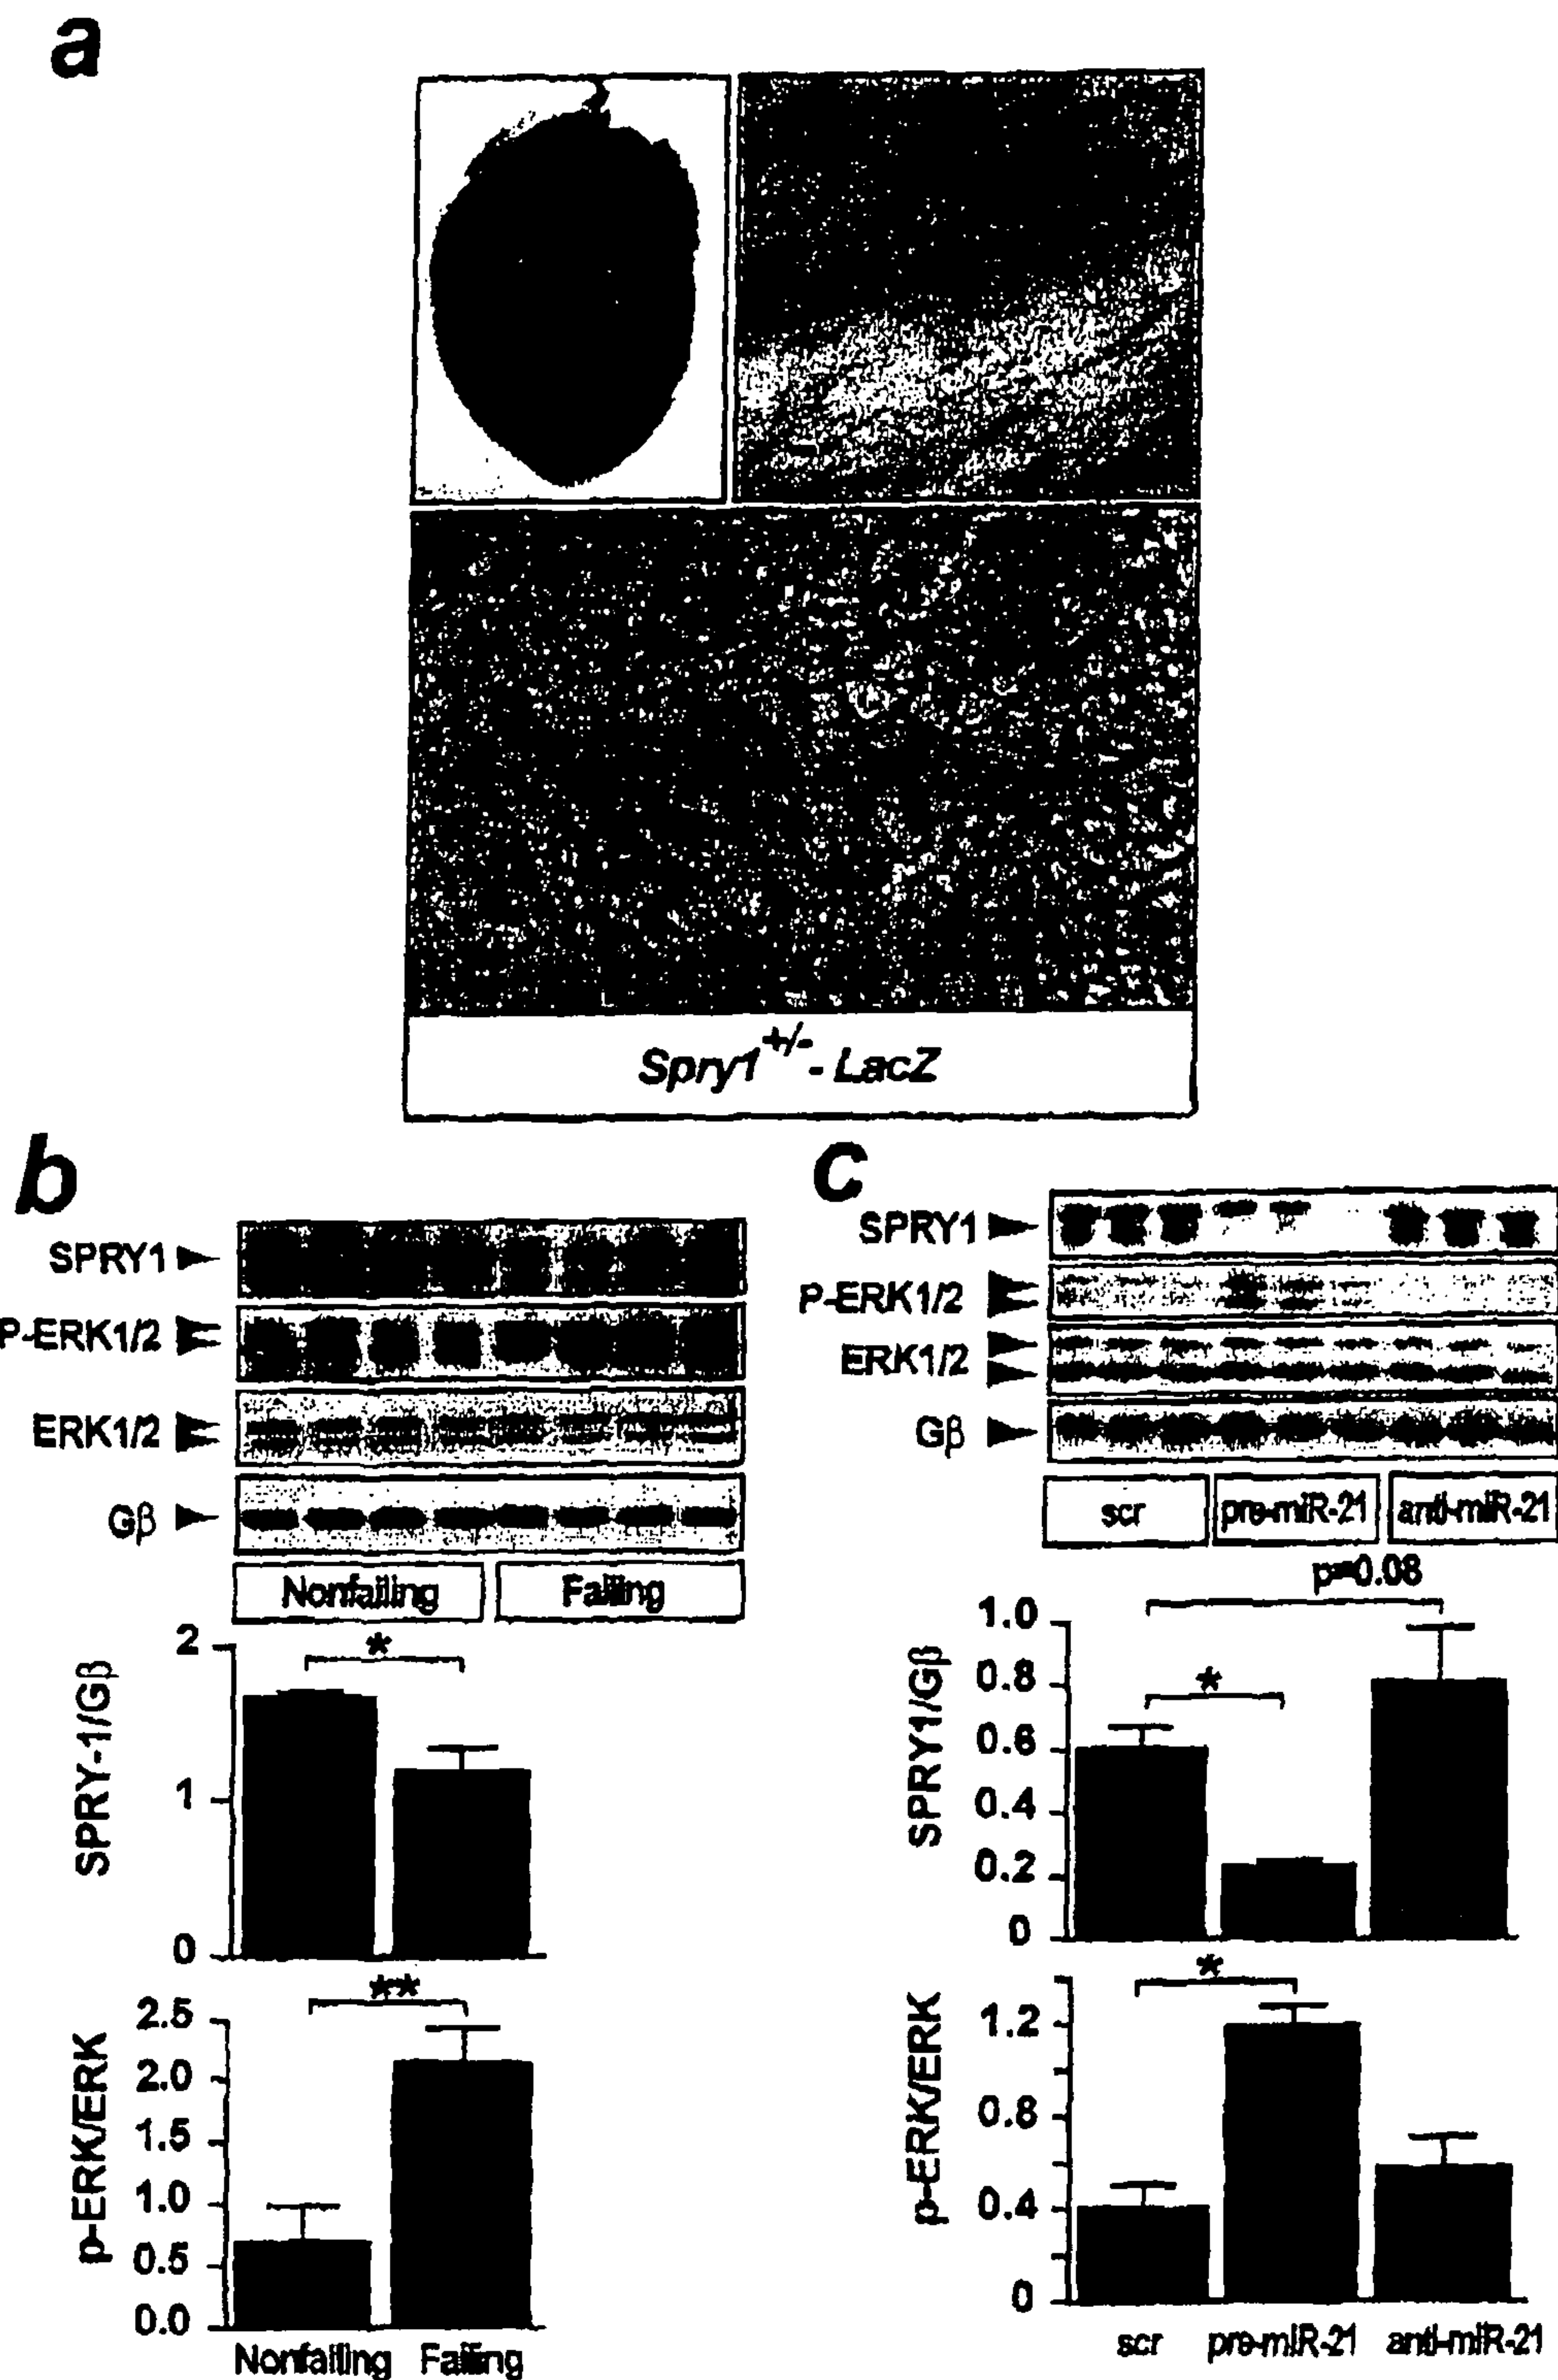 a
Spry1+/- - LacZ
b
SPRY1
P-ERK1/2
ERK1/2
Gβ
Nonfailing Failing
2
*
SPRY-1/Gβ
1
0
**
2.5
2.0
p-ERK/ERK
1.5
1.0
0.5
0.0
Nonfailing Failing
c
SPRY1
P-ERK1/2
ERK1/2
Gβ
scr pre-miR-21 anti-miR-21
p=0.08
1.0
0.8
*
SPRY1/Gβ
0.6
0.4
0.2
0
*
1.2
p-ERK/ERK
0.8
0.4
0
scr pre-miR-21 anti-miR-21